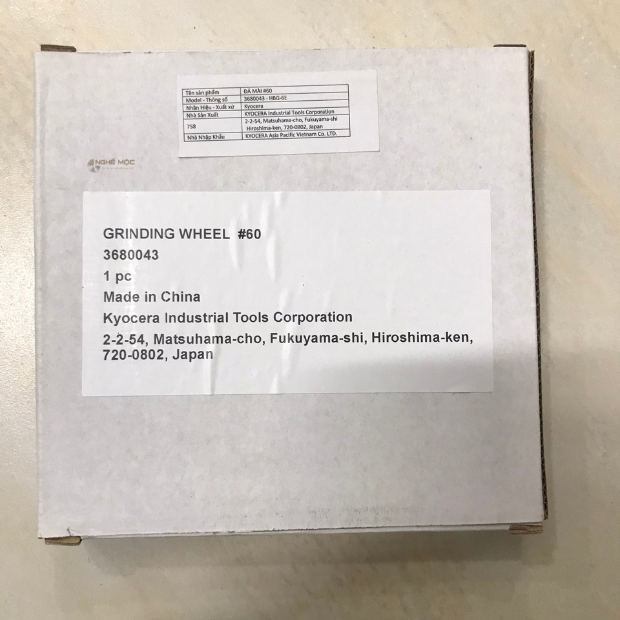 Tên sản phẩm ĐÁ MÀI #60
Model - Thông số 3680043 - HBG-6E
Nhãn Hiệu - Xuất xứ Kyocera
Nhà Sản Xuất KYOCERA Industrial Tools Corporation
758 2-2-54, Matsuhama-cho, Fukuyama-shi
Hiroshima-ken, 720-0802, Japan
Nhà Nhập Khẩu KYOCERA Asia Pacific Vietnam Co. LTD.
NGHỀ MỘC
GRINDING WHEEL #60
3680043
1 pc
Made in China
Kyocera Industrial Tools Corporation
2-2-54, Matsuhama-cho, Fukuyama-shi, Hiroshima-ken,
720-0802, Japan